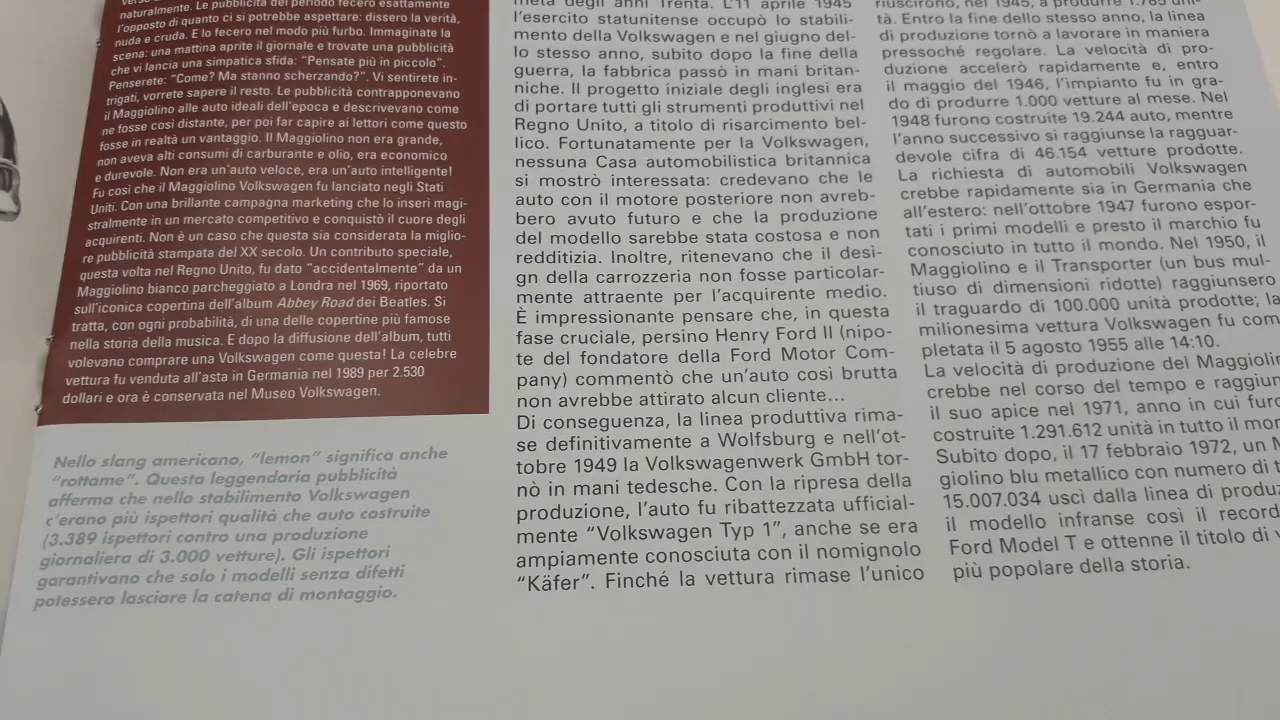 naturalmente. Le pubblicità del periodo fecero esattamente
l'opposto di quanto ci si potrebbe aspettare: dissero la verità,
nuda e cruda. E lo fecero nel modo più furbo. Immaginate la
scena: una mattina aprite il giornale e trovate una pubblicità
che vi lancia una simpatica sfida: "Pensate più in piccolo".
Penserete: "Come? Ma stanno scherzando?". Vi sentirete in-
trigati, vorrete sapere il resto. Le pubblicità contrapponevano
il Maggiolino alle auto ideali dell'epoca e descrivevano come
ne fosse così distante, per poi far capire ai lettori come questo
fosse in realtà un vantaggio. Il Maggiolino non era grande,
non aveva alti consumi di carburante e olio, era economico
e durevole. Non era un'auto veloce, era un'auto intelligente!
Fu così che il Maggiolino Volkswagen fu lanciato negli Stati
Uniti. Con una brillante campagna marketing che lo inserì magi-
stralmente in un mercato competitivo e conquistò il cuore degli
acquirenti. Non è un caso che questa sia considerata la miglio-
re pubblicità stampata del XX secolo. Un contributo speciale,
questa volta nel Regno Unito, fu dato "accidentalmente" da un
Maggiolino bianco parcheggiato a Londra nel 1969, riportato
sull'iconica copertina dell'album Abbey Road dei Beatles. Si
tratta, con ogni probabilità, di una delle copertine più famose
nella storia della musica. E dopo la diffusione dell'album, tutti
volevano comprare una Volkswagen come questa! La celebre
vettura fu venduta all'asta in Germania nel 1989 per 2.530
dollari e ora è conservata nel Museo Volkswagen.
Nello slang americano, "lemon" significa anche
"rottame". Questa leggendaria pubblicità
afferma che nello stabilimento Volkswagen
c'erano più ispettori qualità che auto costruite
(3.389 ispettori contro una produzione
giornaliera di 3.000 vetture). Gli ispettori
garantivano che solo i modelli senza difetti
potessero lasciare la catena di montaggio.
metà degli anni Trenta. L'11 aprile 1945
l'esercito statunitense occupò lo stabili-
mento della Volkswagen e nel giugno del-
lo stesso anno, subito dopo la fine della
guerra, la fabbrica passò in mani britan-
niche. Il progetto iniziale degli inglesi era
di portare tutti gli strumenti produttivi nel
Regno Unito, a titolo di risarcimento bel-
lico. Fortunatamente per la Volkswagen,
nessuna Casa automobilistica britannica
si mostrò interessata: credevano che le
auto con il motore posteriore non avreb-
bero avuto futuro e che la produzione
del modello sarebbe stata costosa e non
redditizia. Inoltre, ritenevano che il desi-
gn della carrozzeria non fosse particolar-
mente attraente per l'acquirente medio.
È impressionante pensare che, in questa
fase cruciale, persino Henry Ford II (nipo-
te del fondatore della Ford Motor Com-
pany) commentò che un'auto così brutta
non avrebbe attirato alcun cliente...
Di conseguenza, la linea produttiva rima-
se definitivamente a Wolfsburg e nell'ot-
tobre 1949 la Volkswagenwerk GmbH tor-
nò in mani tedesche. Con la ripresa della
produzione, l'auto fu ribattezzata ufficial-
mente "Volkswagen Typ 1", anche se era
ampiamente conosciuta con il nomignolo
"Käfer". Finché la vettura rimase l'unico
riuscirono, nel 1945, a produrre 1.785 uni-
tà. Entro la fine dello stesso anno, la linea
di produzione tornò a lavorare in maniera
pressoché regolare. La velocità di pro-
duzione accelerò rapidamente e, entro
il maggio del 1946, l'impianto fu in gra-
do di produrre 1.000 vetture al mese. Nel
1948 furono costruite 19.244 auto, mentre
l'anno successivo si raggiunse la ragguar-
devole cifra di 46.154 vetture prodotte.
La richiesta di automobili Volkswagen
crebbe rapidamente sia in Germania che
all'estero: nell'ottobre 1947 furono espor-
tati i primi modelli e presto il marchio fu
conosciuto in tutto il mondo. Nel 1950, il
Maggiolino e il Transporter (un bus mul-
tiuso di dimensioni ridotte) raggiunsero
il traguardo di 100.000 unità prodotte; la
milionesima vettura Volkswagen fu com
pletata il 5 agosto 1955 alle 14:10.
La velocità di produzione del Maggiolin
crebbe nel corso del tempo e raggiun
il suo apice nel 1971, anno in cui furo
costruite 1.291.612 unità in tutto il mon
Subito dopo, il 17 febbraio 1972, un M
giolino blu metallico con numero di t
15.007.034 uscì dalla linea di produz
il modello infranse così il record
Ford Model T e ottenne il titolo di v
più popolare della storia.